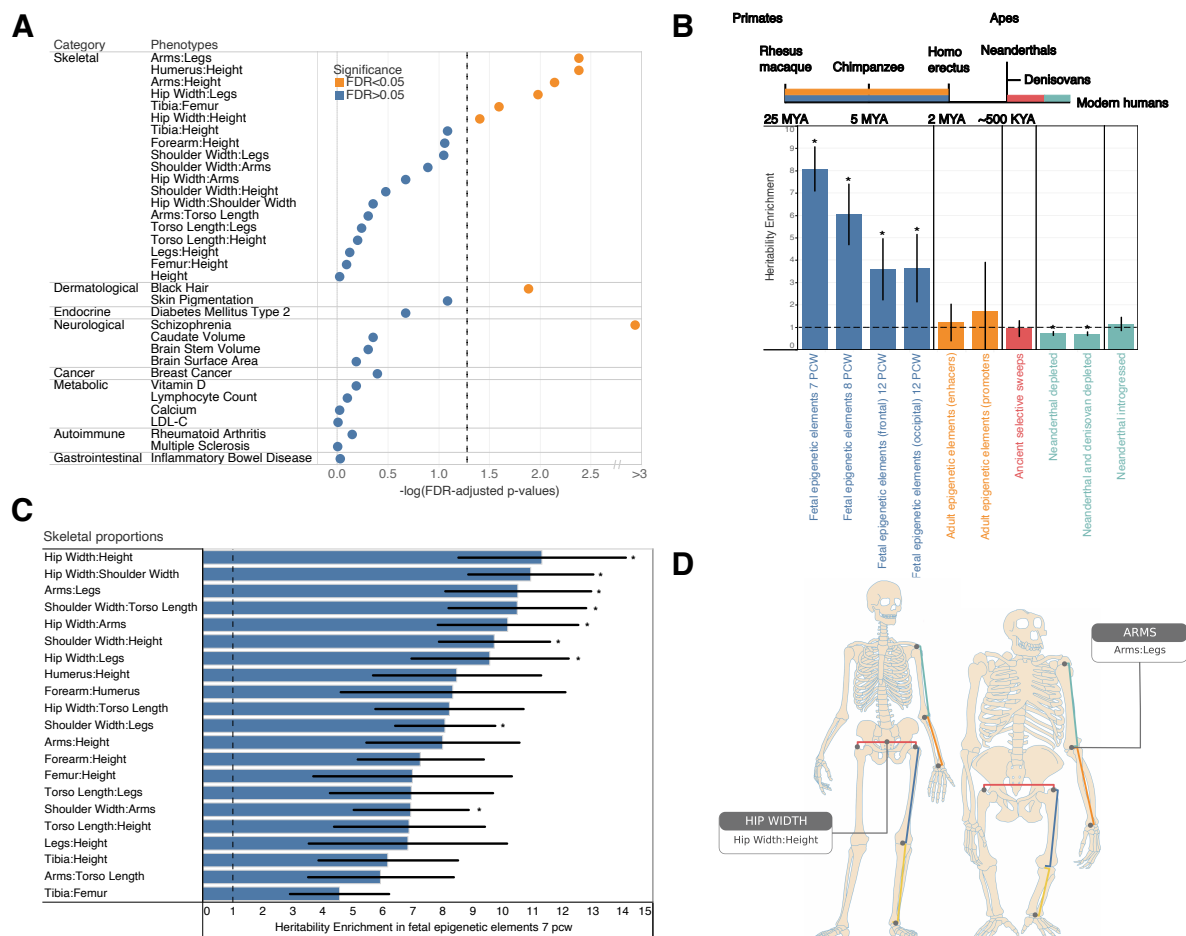 A
Category Phenotypes
Skeletal Arms:Legs
Humerus:Height
Arms:Height
Hip Width:Legs
Tibia:Femur
Hip Width:Height
Tibia:Height
Forearm:Height
Shoulder Width:Legs
Shoulder Width:Arms
Hip Width:Arms
Shoulder Width:Height
Hip Width:Shoulder Width
Arms:Torso Length
Torso Length:Legs
Torso Length:Height
Legs:Height
Femur:Height
Height
Dermatological Black Hair
Skin Pigmentation
Endocrine Diabetes Mellitus Type 2
Neurological Schizophrenia
Caudate Volume
Brain Stem Volume
Brain Surface Area
Cancer Breast Cancer
Metabolic Vitamin D
Lymphocyte Count
Calcium
LDL-C
Autoimmune Rheumatoid Arthritis
Multiple Sclerosis
Gastrointestinal Inflammatory Bowel Disease
Significance
FDR<0.05
FDR>0.05
0.0 0.5 1.0 1.5 2.0 2.5 // >3
-log(FDR-adjusted p-values)
B
Primates Apes
Rhesus macaque
Chimpanzee
Homo erectus
Neanderthals
Denisovans
Modern humans
25 MYA 5 MYA 2 MYA ~500 KYA
Heritability Enrichment
10
9
8
7
6
5
4
3
2
1
0
* * * * * *
Fetal epigenetic elements 7 PCW
Fetal epigenetic elements 8 PCW
Fetal epigenetic elements (frontal) 12 PCW
Fetal epigenetic elements (occipital) 12 PCW
Adult epigenetic elements (enhacers)
Adult epigenetic elements (promoters)
Ancient selective sweeps
Neanderthal depleted
Neanderthal and denisovan depleted
Neanderthal introgressed
C
Skeletal proportions
Hip Width:Height *
Hip Width:Shoulder Width *
Arms:Legs *
Shoulder Width:Torso Length *
Hip Width:Arms *
Shoulder Width:Height *
Hip Width:Legs *
Humerus:Height
Forearm:Humerus
Hip Width:Torso Length
Shoulder Width:Legs *
Arms:Height
Forearm:Height
Femur:Height
Torso Length:Legs
Shoulder Width:Arms *
Torso Length:Height
Legs:Height
Tibia:Height
Arms:Torso Length
Tibia:Femur
0 1 2 3 4 5 6 7 8 9 10 11 12 13 14 15
Heritability Enrichment in fetal epigenetic elements 7 pcw
D
ARMS
Arms:Legs
HIP WIDTH
Hip Width:Height